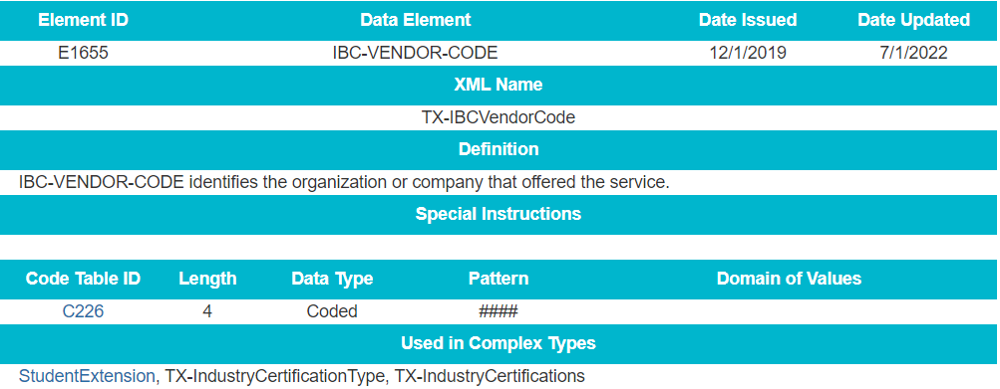 Element ID Data Element Date Issued Date Updated
E1655 IBC-VENDOR-CODE 12/1/2019 7/1/2022
XML Name
TX-IBCVendorCode
Definition
IBC-VENDOR-CODE identifies the organization or company that offered the service.
Special Instructions
Code Table ID Length Data Type Pattern Domain of Values
C226 4 Coded ####
Used in Complex Types
StudentExtension, TX-IndustryCertificationType, TX-IndustryCertifications